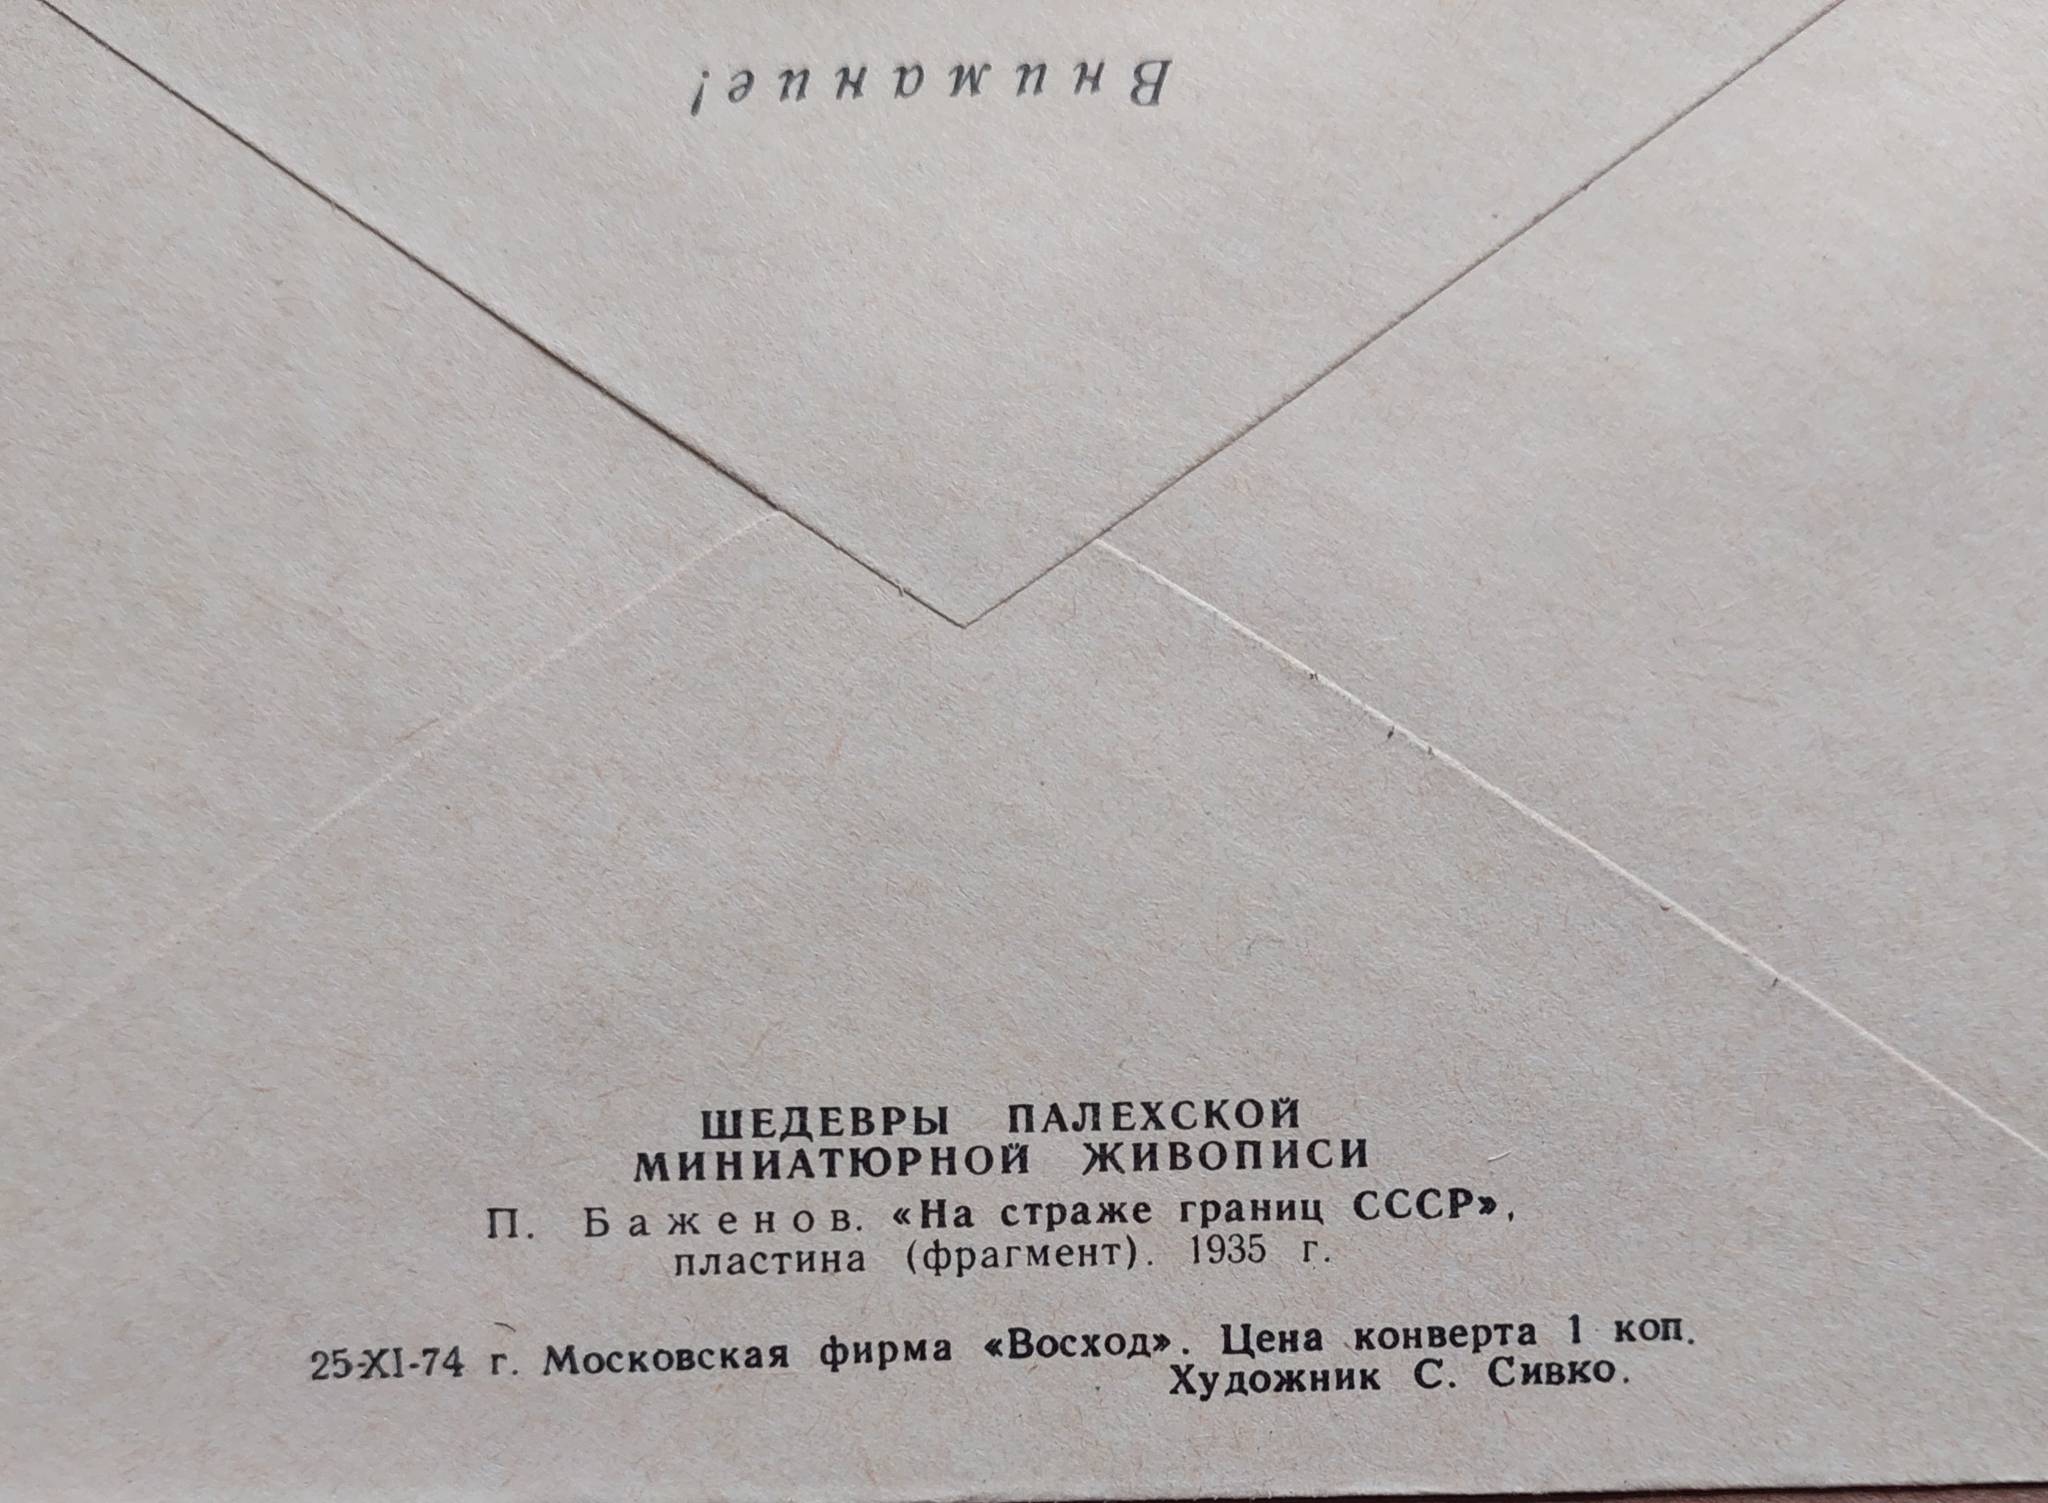 Внимание!
ШЕДЕВРЫ ПАЛЕХСКОЙ
МИНИАТЮРНОЙ ЖИВОПИСИ
П. Баженов. «На страже границ СССР»,
пластина (фрагмент). 1935 г.
25-XI-74 г. Московская фирма «Восход». Цена конверта 1 коп.
Художник С. Сивко.